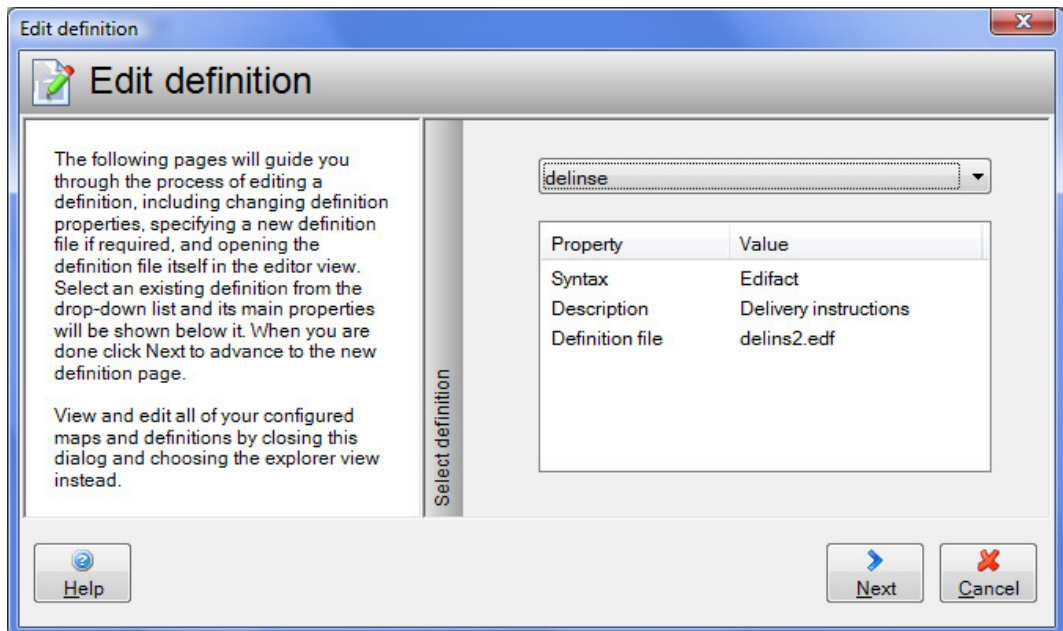 Edit definition
Edit definition
The following pages will guide you
through the process of editing a
definition, including changing definition
properties, specifying a new definition
file if required, and opening the
definition file itself in the editor view.
Select an existing definition from the
drop-down list and its main properties
will be shown below it. When you are
done click Next to advance to the new
definition page.
View and edit all of your configured
maps and definitions by closing this
dialog and choosing the explorer view
instead.
Select definition
delinse
Property Value
Syntax Edifact
Description Delivery instructions
Definition file delins2.edf
Help
Next
Cancel